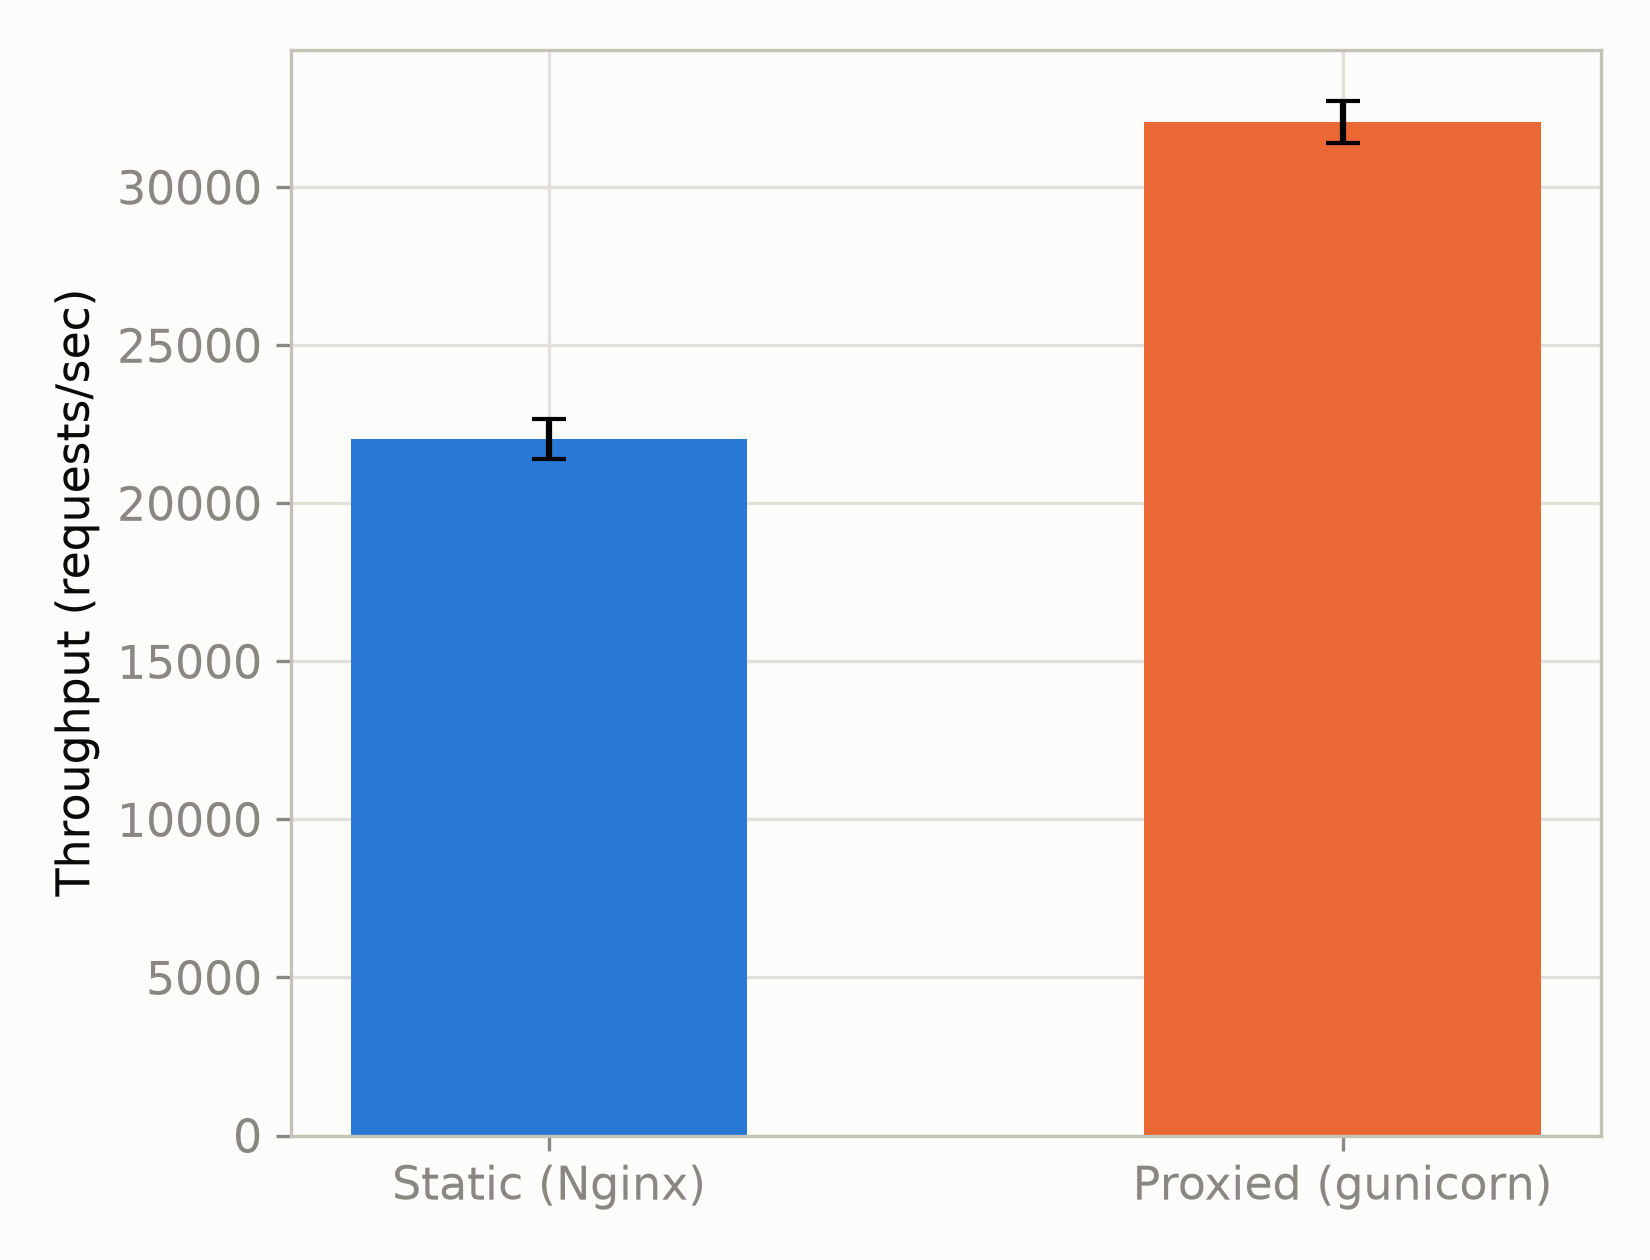 Throughput (requests/sec)
30000
25000
20000
15000
10000
5000
0
Static (Nginx)
Proxied (gunicorn)